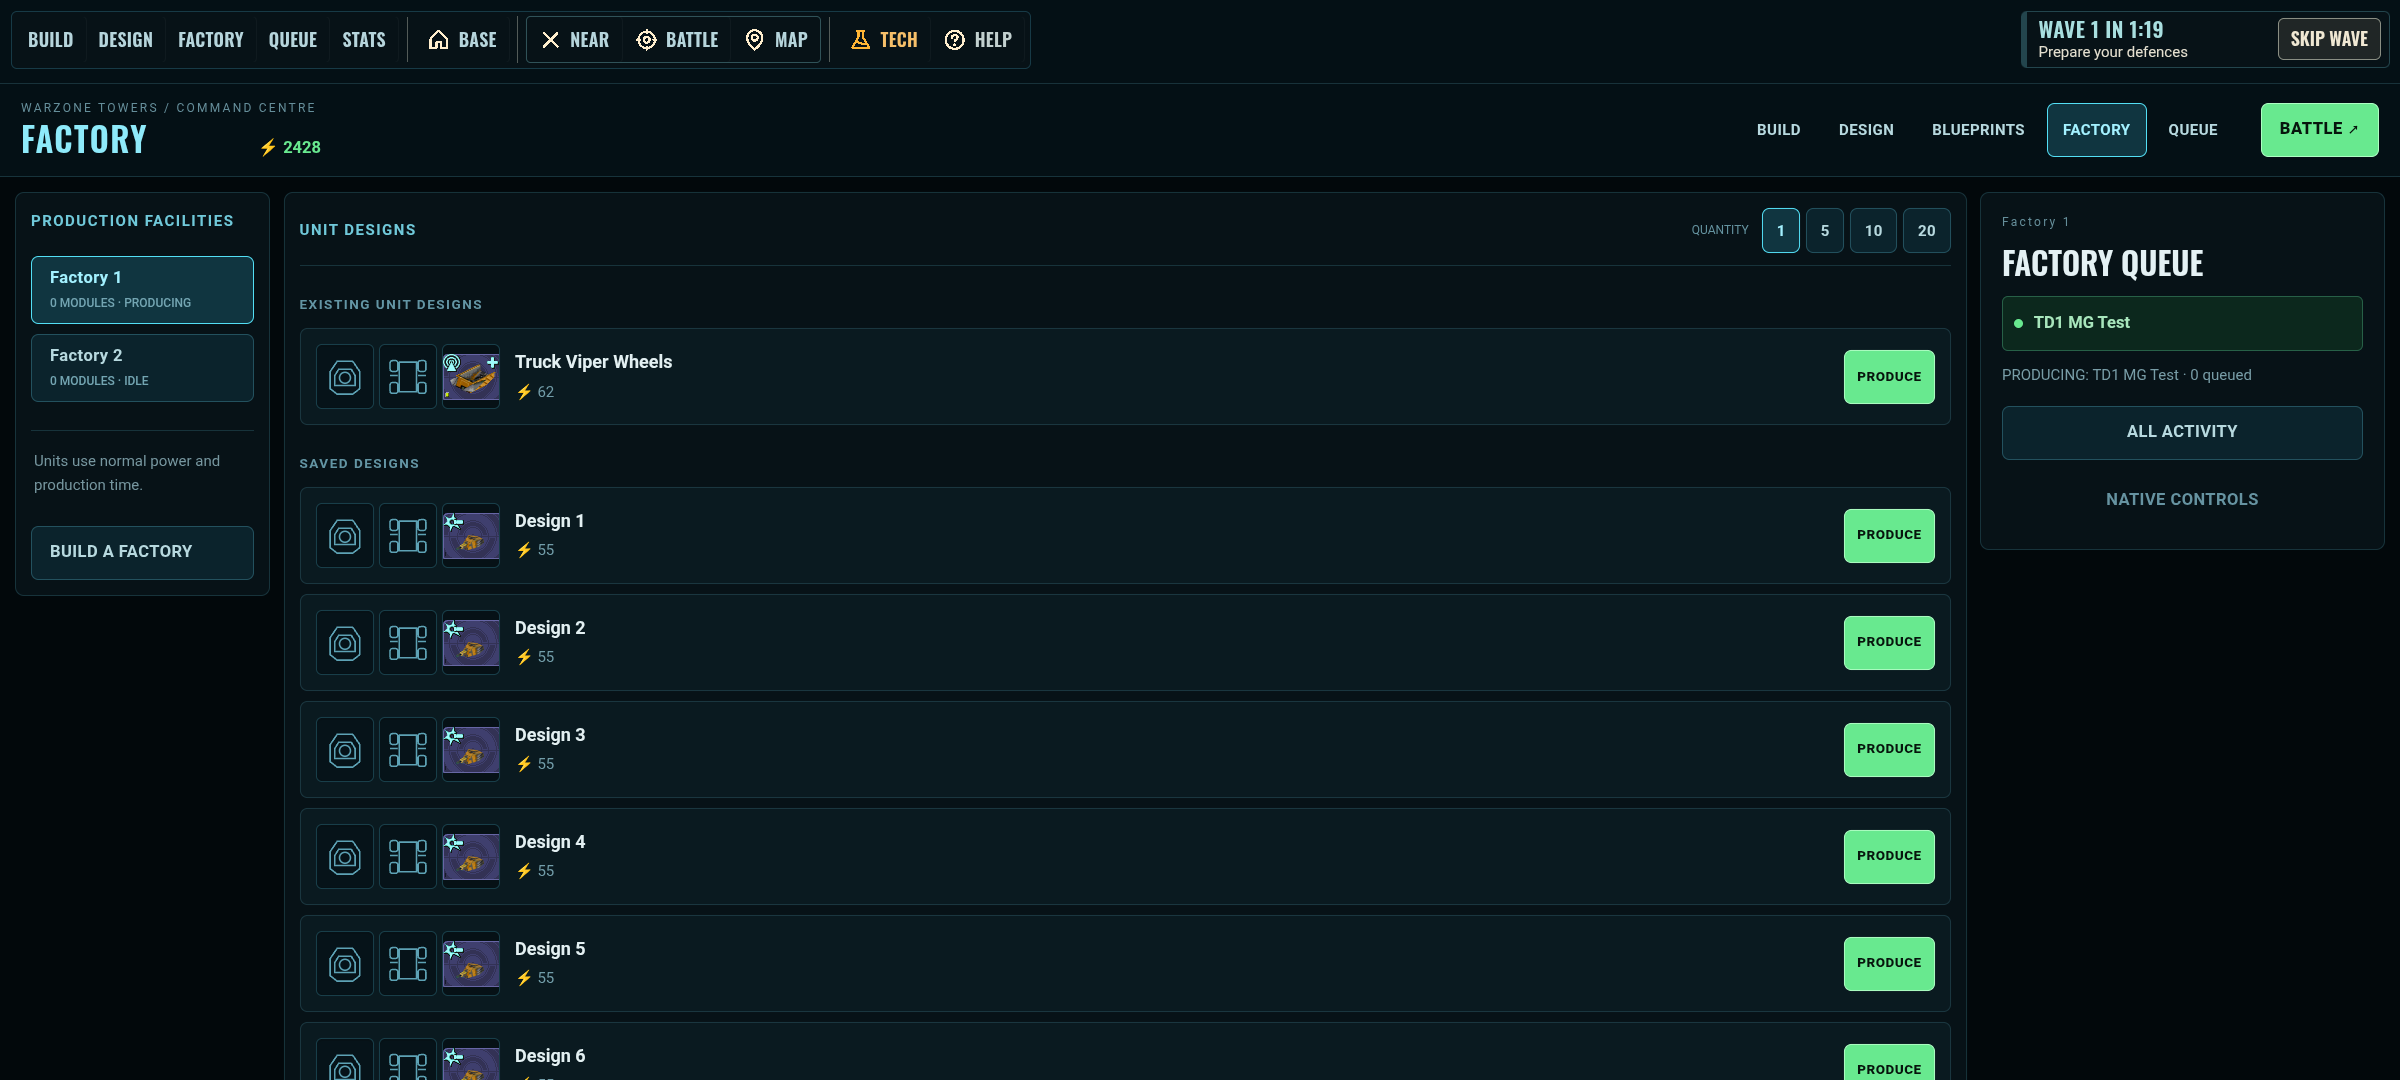 BUILD DESIGN FACTORY QUEUE STATS BASE NEAR BATTLE MAP TECH HELP
WAVE 1 IN 1:19
Prepare your defences
SKIP WAVE
WARZONE TOWERS / COMMAND CENTRE
FACTORY
⚡ 2428
BUILD DESIGN BLUEPRINTS FACTORY QUEUE BATTLE ↗
PRODUCTION FACILITIES
Factory 1
0 MODULES · PRODUCING
Factory 2
0 MODULES · IDLE
Units use normal power and
production time.
BUILD A FACTORY
UNIT DESIGNS
QUANTITY 1 5 10 20
EXISTING UNIT DESIGNS
Truck Viper Wheels
⚡ 62
PRODUCE
SAVED DESIGNS
Design 1
⚡ 55
PRODUCE
Design 2
⚡ 55
PRODUCE
Design 3
⚡ 55
PRODUCE
Design 4
⚡ 55
PRODUCE
Design 5
⚡ 55
PRODUCE
Design 6
PRODUCE
Factory 1
FACTORY QUEUE
TD1 MG Test
PRODUCING: TD1 MG Test · 0 queued
ALL ACTIVITY
NATIVE CONTROLS